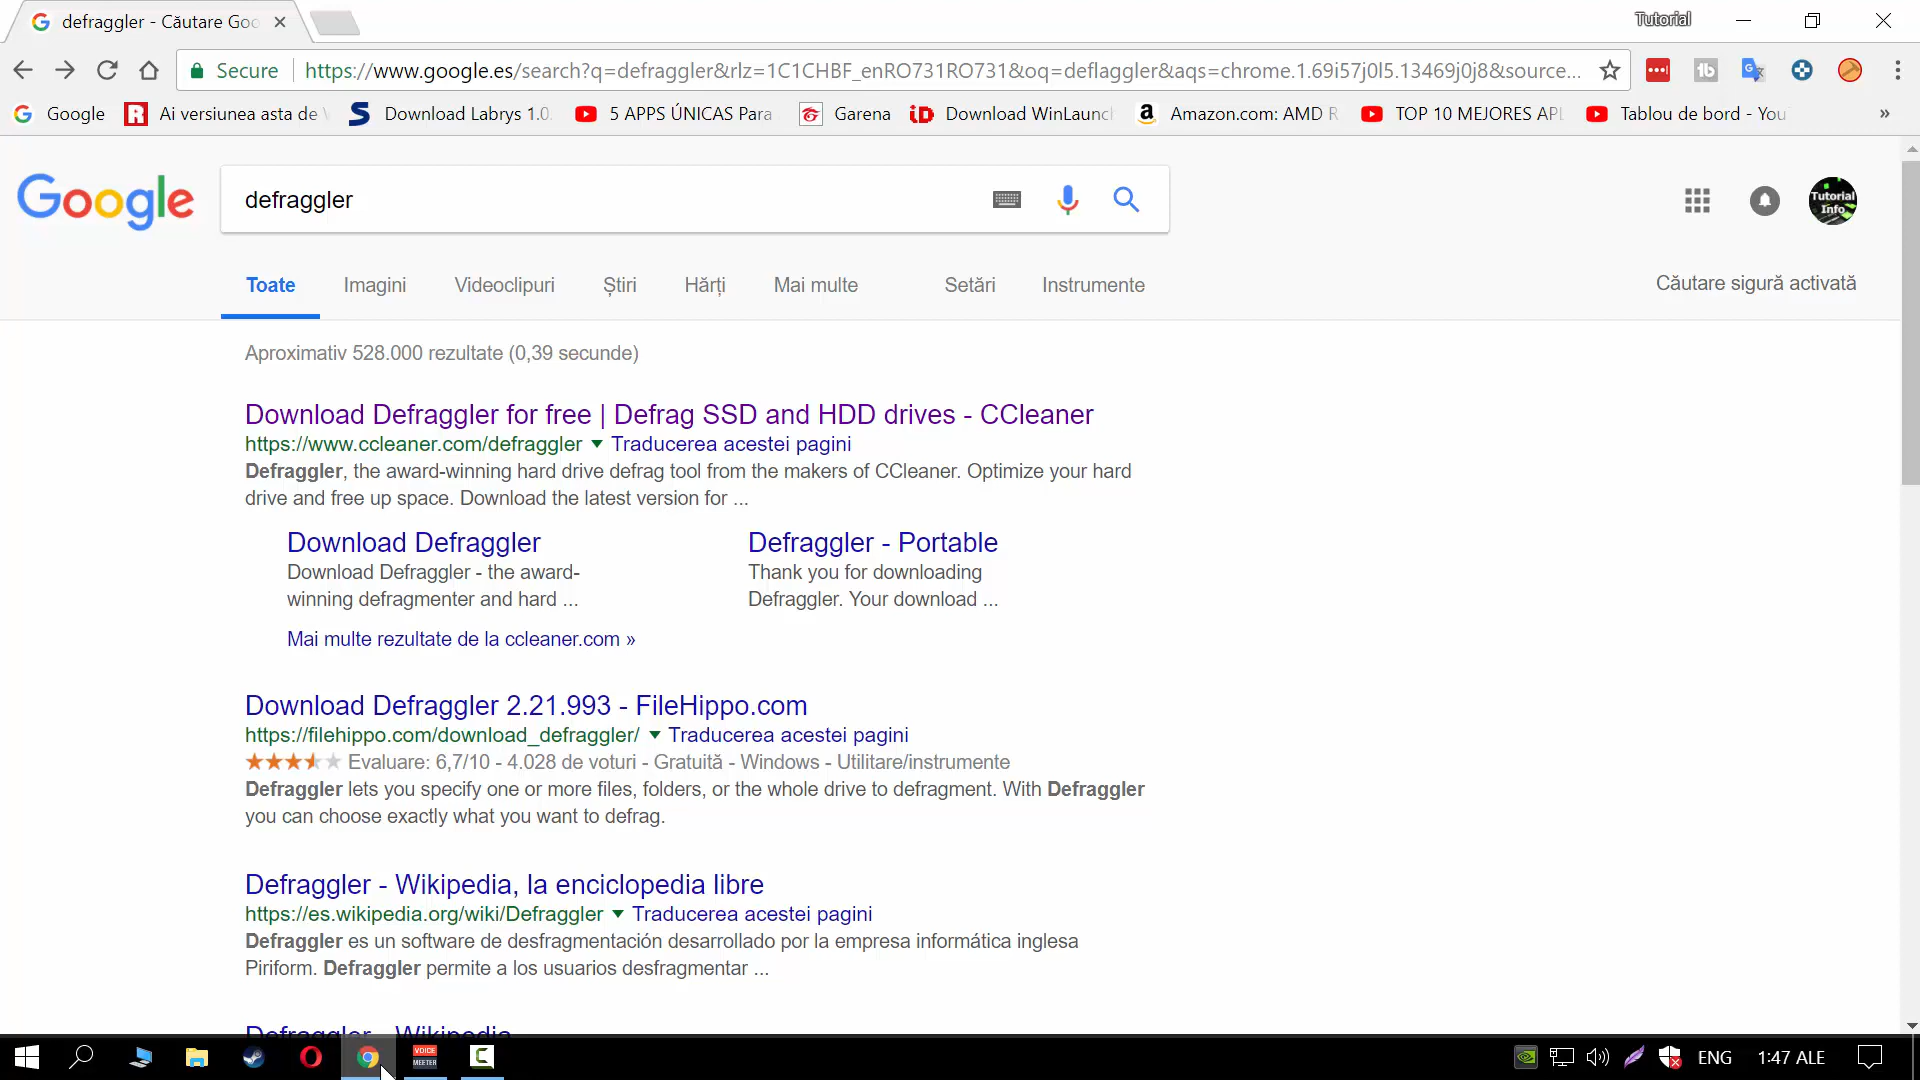 defraggler - Căutare Goo
Tutorial
Secure
https://www.google.es/search?q=defraggler&rlz=1C1CHBF_enRO731RO731&oq=deflaggler&aqs=chrome.1.69i57j0l5.13469j0j8&source...
Google
Ai versiunea asta de
Download Labrys 1.0
5 APPS ÚNICAS Para
Garena
Download WinLaunch
Amazon.com: AMD R
TOP 10 MEJORES APL
Tablou de bord - You
»
Google
defraggler
Tutorial
Info
Toate
Imagini
Videoclipuri
Știri
Hărți
Mai multe
Setări
Instrumente
Căutare sigură activată
Aproximativ 528.000 rezultate (0,39 secunde)
Download Defraggler for free | Defrag SSD and HDD drives - CCleaner
https://www.ccleaner.com/defraggler Traducerea acestei pagini
Defraggler, the award-winning hard drive defrag tool from the makers of CCleaner. Optimize your hard
drive and free up space. Download the latest version for ...
Download Defraggler
Download Defraggler - the award-
winning defragmenter and hard ...
Defraggler - Portable
Thank you for downloading
Defraggler. Your download ...
Mai multe rezultate de la ccleaner.com »
Download Defraggler 2.21.993 - FileHippo.com
https://filehippo.com/download_defraggler/ Traducerea acestei pagini
Evaluare: 6,7/10 - 4.028 de voturi - Gratuită - Windows - Utilitare/instrumente
Defraggler lets you specify one or more files, folders, or the whole drive to defragment. With Defraggler
you can choose exactly what you want to defrag.
Defraggler - Wikipedia, la enciclopedia libre
https://es.wikipedia.org/wiki/Defraggler Traducerea acestei pagini
Defraggler es un software de desfragmentación desarrollado por la empresa informática inglesa
Piriform. Defraggler permite a los usuarios desfragmentar ...
Defraggler - Wikipedia
VOICE
MEETER
ENG
1:47 ALE